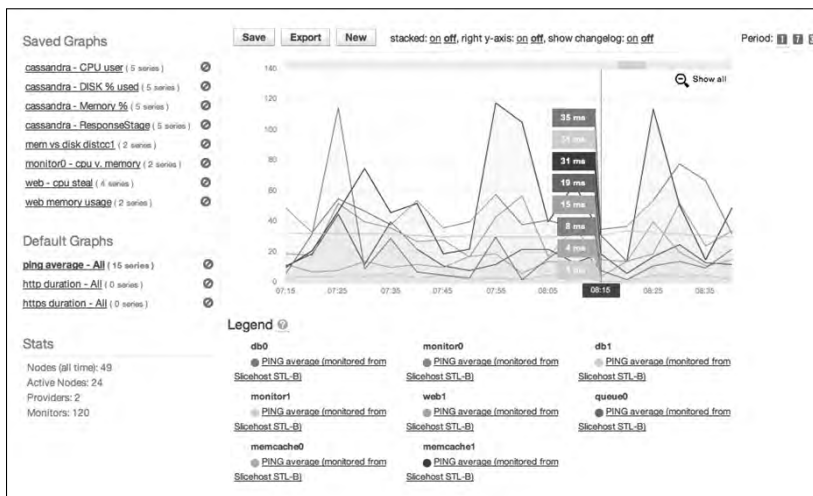 Saved Graphs
cassandra - CPU user ( 5 series )
cassandra - DISK % used ( 5 series )
cassandra - Memory % ( 5 series )
cassandra - ResponseStage ( 5 series )
mem vs disk distcc1 ( 2 series )
monitor0 - cpu v. memory ( 2 series )
web - cpu steal ( 4 series )
web memory usage ( 2 series )
Default Graphs
ping average - All ( 15 series )
http duration - All ( 0 series )
https duration - All ( 0 series )
Stats
Nodes (all time): 49
Active Nodes: 24
Providers: 2
Monitors: 120
Save Export New stacked: on off, right y-axis: on off, show changelog: on off Period: 1 7
Show all
140
120
100
80
60
40
20
0
35 ms
31 ms
19 ms
15 ms
8 ms
4 ms
07:15 07:25 07:35 07:45 07:55 08:05 08:15 08:25 08:35
Legend ?
db0 monitor0 db1
PING average (monitored from PING average (monitored from PING average (monitored from
Slicehost STL-B) Slicehost STL-B) Slicehost STL-B)
monitor1 web1 queue0
PING average (monitored from PING average (monitored from PING average (monitored from
Slicehost STL-B) Slicehost STL-B) Slicehost STL-B)
memcache0 memcache1
PING average (monitored from PING average (monitored from
Slicehost STL-B) Slicehost STL-B)